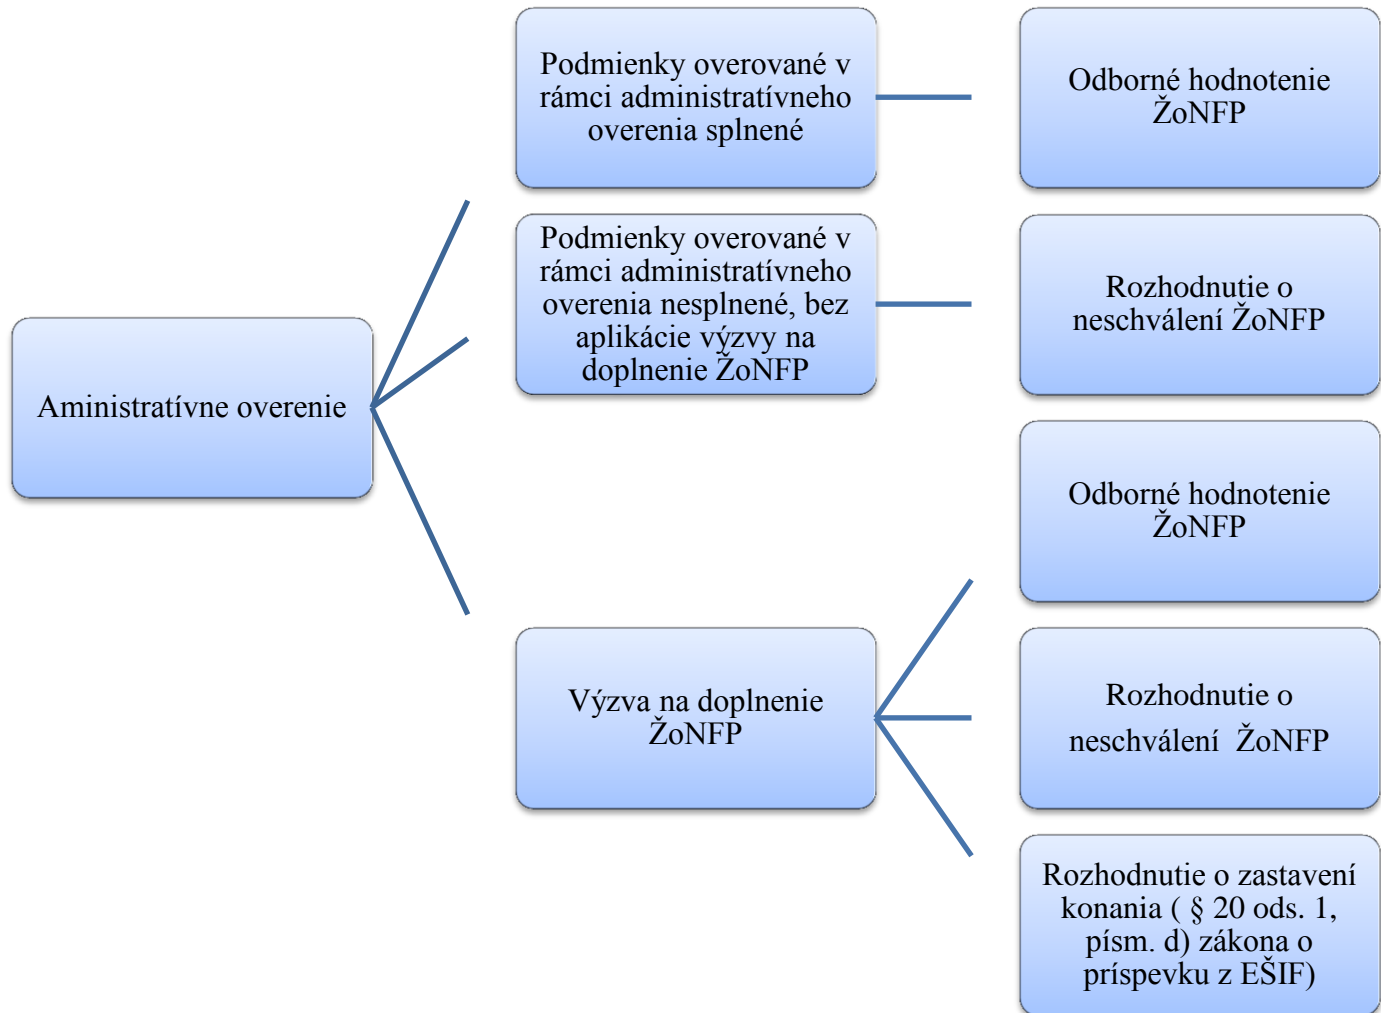 Podmienky overované v
rámci administratívneho
overenia splnené
Odborné hodnotenie
ŽoNFP
Podmienky overované v
rámci administratívneho
overenia nesplnené, bez
aplikácie výzvy na
doplnenie ŽoNFP
Rozhodnutie o
neschválení ŽoNFP
Aministratívne overenie
Odborné hodnotenie
ŽoNFP
Výzva na doplnenie
ŽoNFP
Rozhodnutie o
neschválení ŽoNFP
Rozhodnutie o zastavení
konania ( § 20 ods. 1,
písm. d) zákona o
príspevku z EŠIF)